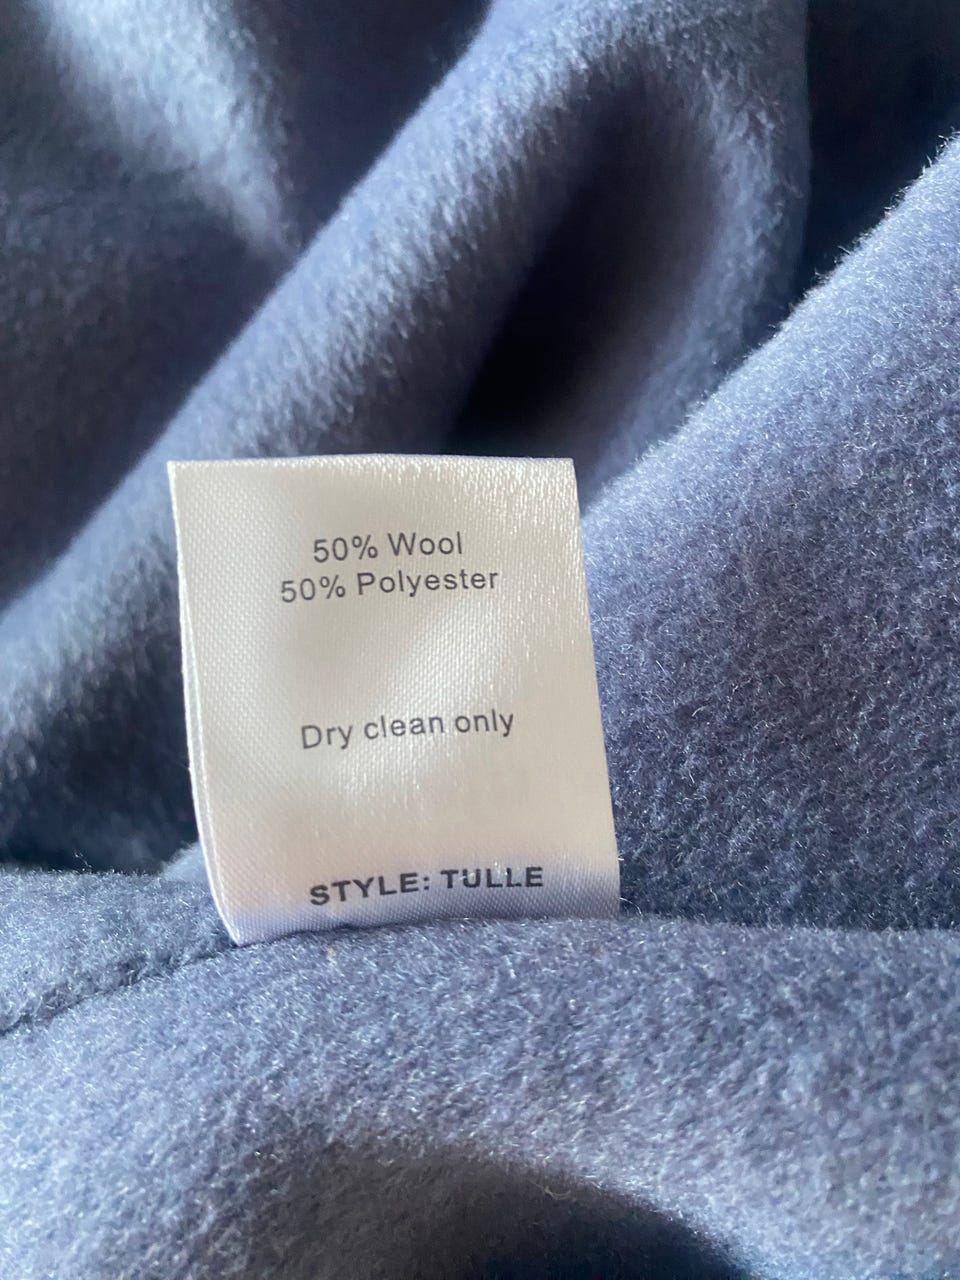 50% Wool
50% Polyester
Dry clean only
STYLE: TULLE